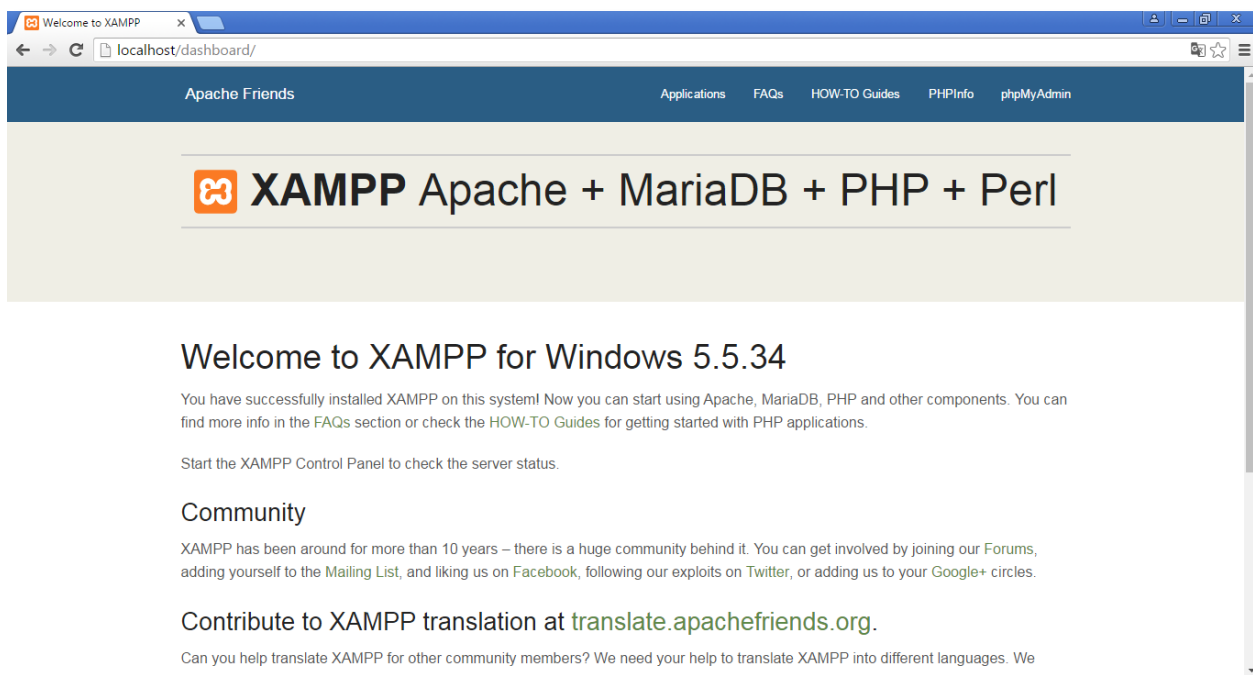 Welcome to XAMPP
localhost/dashboard/
Apache Friends
Applications FAQs HOW-TO Guides PHPInfo phpMyAdmin
XAMPP Apache + MariaDB + PHP + Perl
Welcome to XAMPP for Windows 5.5.34
You have successfully installed XAMPP on this system! Now you can start using Apache, MariaDB, PHP and other components. You can
find more info in the FAQs section or check the HOW-TO Guides for getting started with PHP applications.
Start the XAMPP Control Panel to check the server status.
Community
XAMPP has been around for more than 10 years – there is a huge community behind it. You can get involved by joining our Forums,
adding yourself to the Mailing List, and liking us on Facebook, following our exploits on Twitter, or adding us to your Google+ circles.
Contribute to XAMPP translation at translate.apachefriends.org.
Can you help translate XAMPP for other community members? We need your help to translate XAMPP into different languages. We